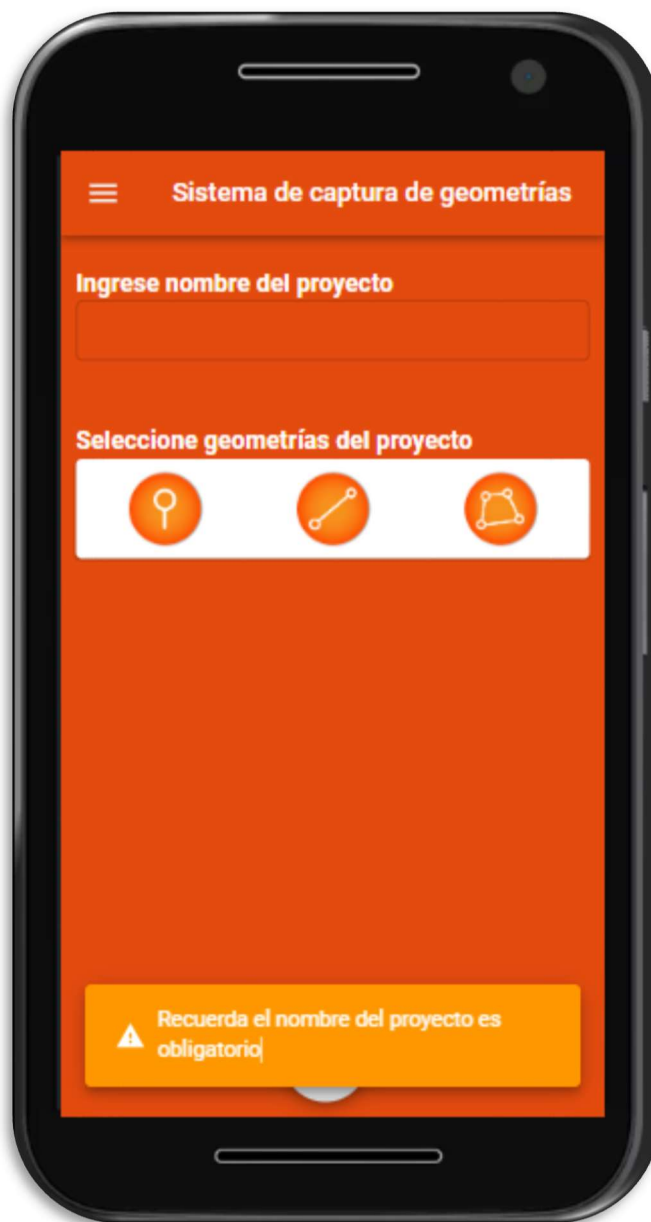 Sistema de captura de geometrías
Ingrese nombre del proyecto
Seleccione geometrías del proyecto
Recuerda el nombre del proyecto es
obligatorio